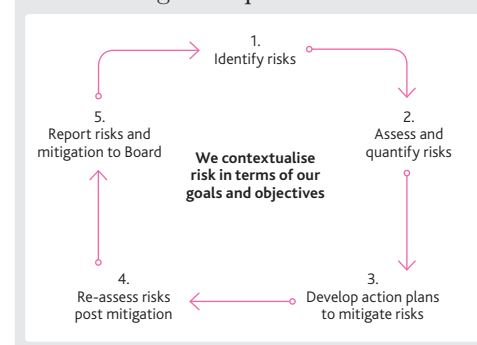 1.
Identify risks
2.
Assess and
quantify risks
3.
Develop action plans
to mitigate risks
4.
Re-assess risks
post mitigation
5.
Report risks and
mitigation to Board
We contextualise
risk in terms of our
goals and objectives